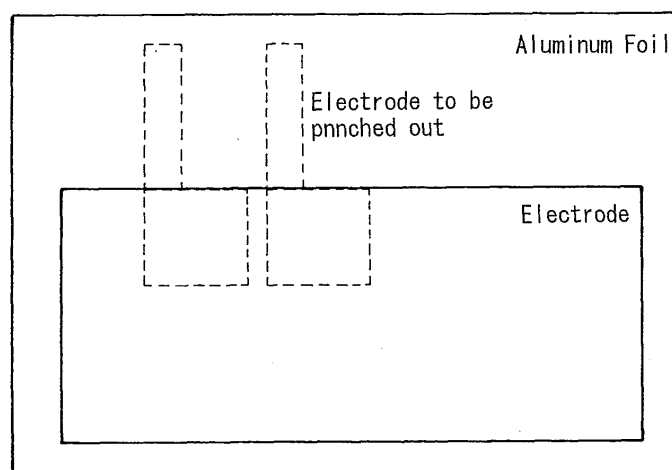 Aluminum Foil
Electrode to be
pnnched out
Electrode